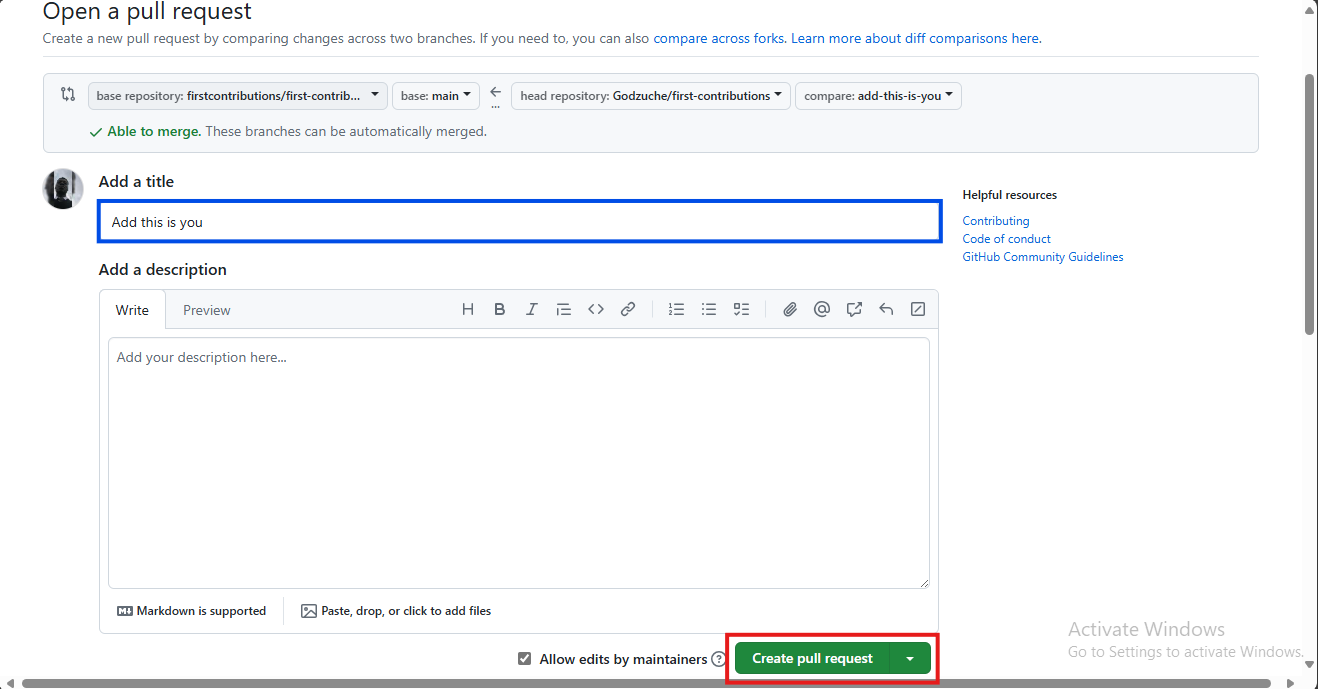 Open a pull request
Create a new pull request by comparing changes across two branches. If you need to, you can also compare across forks. Learn more about diff comparisons here.
base repository: firstcontributions/first-contrib... base: main head repository: Godzuche/first-contributions compare: add-this-is-you
Able to merge. These branches can be automatically merged.
Add a title
Add this is you
Helpful resources
Contributing
Code of conduct
GitHub Community Guidelines
Add a description
Write Preview
Add your description here...
Markdown is supported Paste, drop, or click to add files
Allow edits by maintainers Create pull request
Activate Windows
Go to Settings to activate Windows.